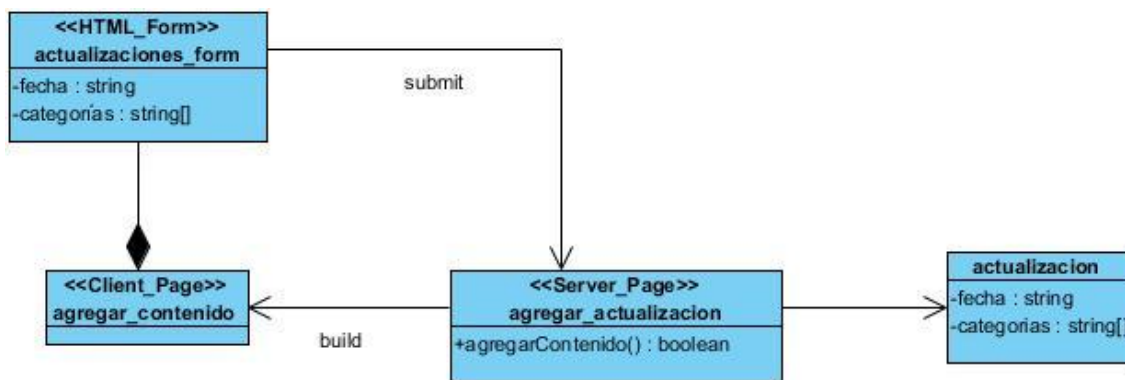 <<HTML_Form>>
actualizaciones_form
-fecha : string
-categorías : string[]
submit
<<Client_Page>>
agregar_contenido
build
<<Server_Page>>
agregar_actualizacion
+agregarContenido() : boolean
actualizacion
-fecha : string
-categorias : string[]